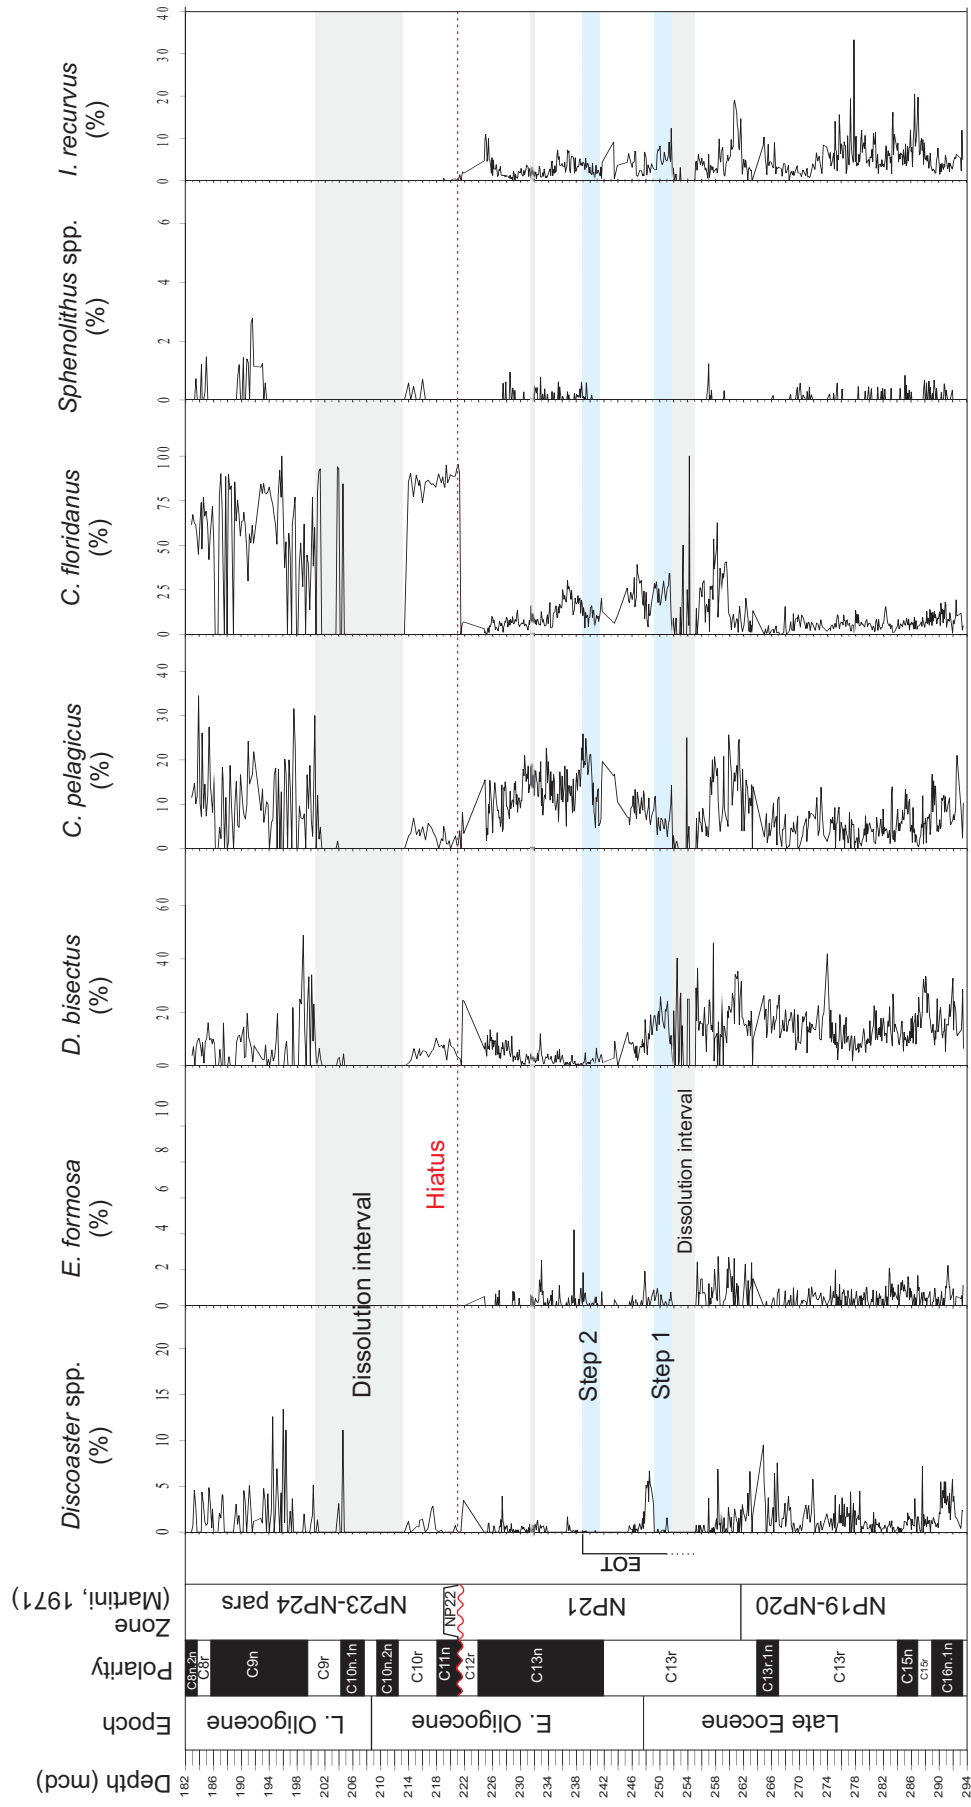 I. recurvus
(%)
0
10
20
30
40
Sphenolithus spp.
(%)
0
2
4
6
C. floridanus
(%)
0
25
50
75
100
C. pelagicus
(%)
0
10
20
30
40
D. bisectus
(%)
0
20
40
60
E. formosa
(%)
0
2
4
6
8
10
Discoaster spp.
(%)
0
5
10
15
20
Hiatus
Dissolution interval
Dissolution interval
Step 2
Step 1
EOT
Zone
(Martini, 1971)
NP23-NP24 pars
NP22
NP21
NP19-NP20
Polarity
C8n.2n
C8r
C9n
C9r
C10n.1n
C10n.2n
C10r
C11n
C12r
C13n
C13r
C13r.1n
C13r
C15n
C15r
C16n.1n
Epoch
L. Oligocene
E. Oligocene
Late Eocene
Depth (mcd)
182
186
190
194
198
202
206
210
214
218
222
226
230
234
238
242
246
250
254
258
262
266
270
274
278
282
286
290
294